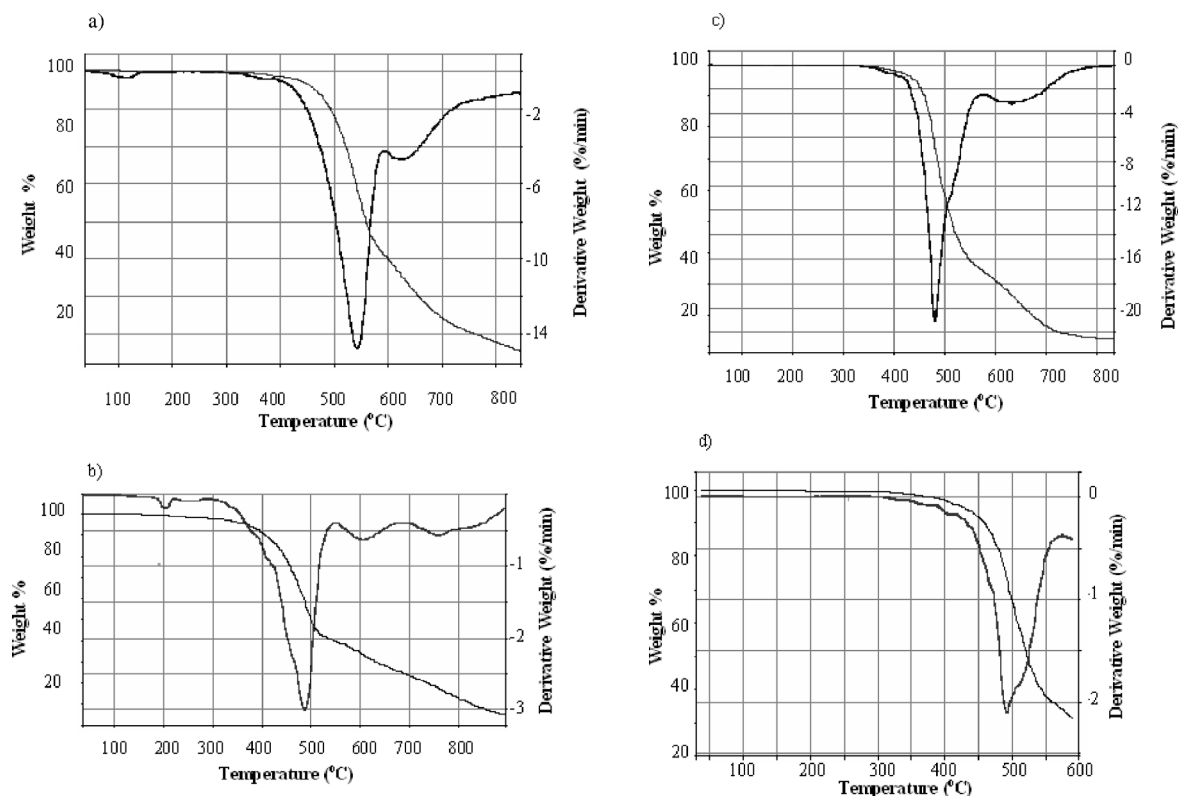 a)
100
80
60
40
20
Weight %
-2
-6
-10
-14
Derivative Weight (%/min)
100 200 300 400 500 600 700 800
Temperature (°C)
c)
100
80
60
40
20
Weight %
0
-4
-8
-12
-16
-20
Derivative Weight (%/min)
100 200 300 400 500 600 700 800
Temperature (°C)
b)
100
80
60
40
20
Weight %
-1
-2
-3
Derivative Weight (%/min)
100 200 300 400 500 600 700 800
Temperature (°C)
d)
100
80
60
40
20
Weight %
0
-1
-2
Derivative Weight (%/min)
100 200 300 400 500 600
Temperature (°C)